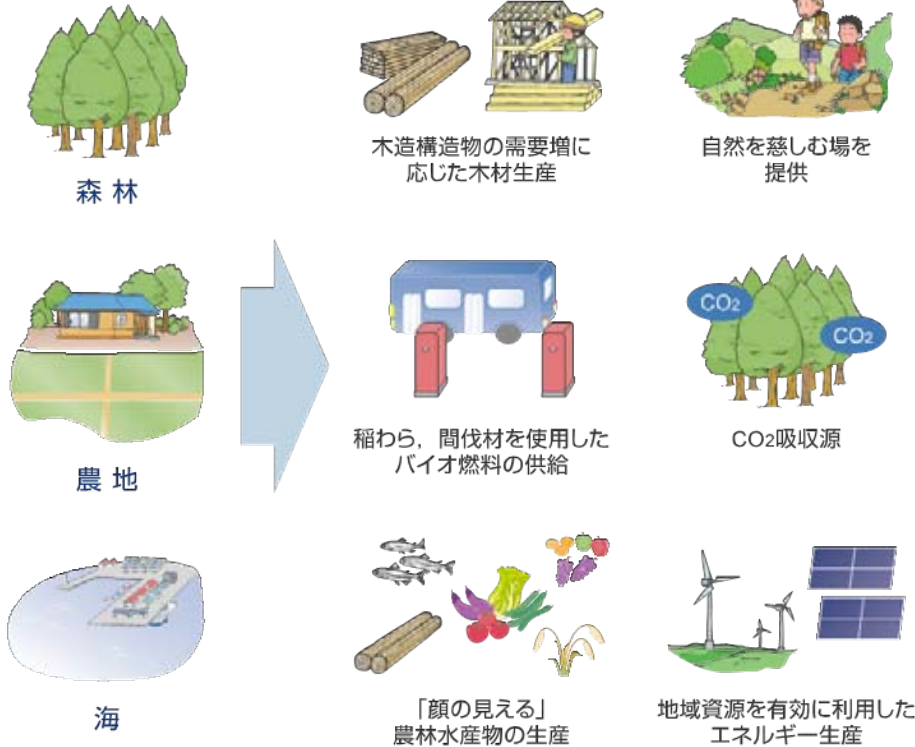 森林
木造構造物の需要増に
応じた木材生産
自然を慈しむ場を
提供
農地
稲わら，間伐材を使用した
バイオ燃料の供給
CO2
CO2
CO2吸収源
海
「顔の見える」
農林水産物の生産
地域資源を有効に利用した
エネルギー生産